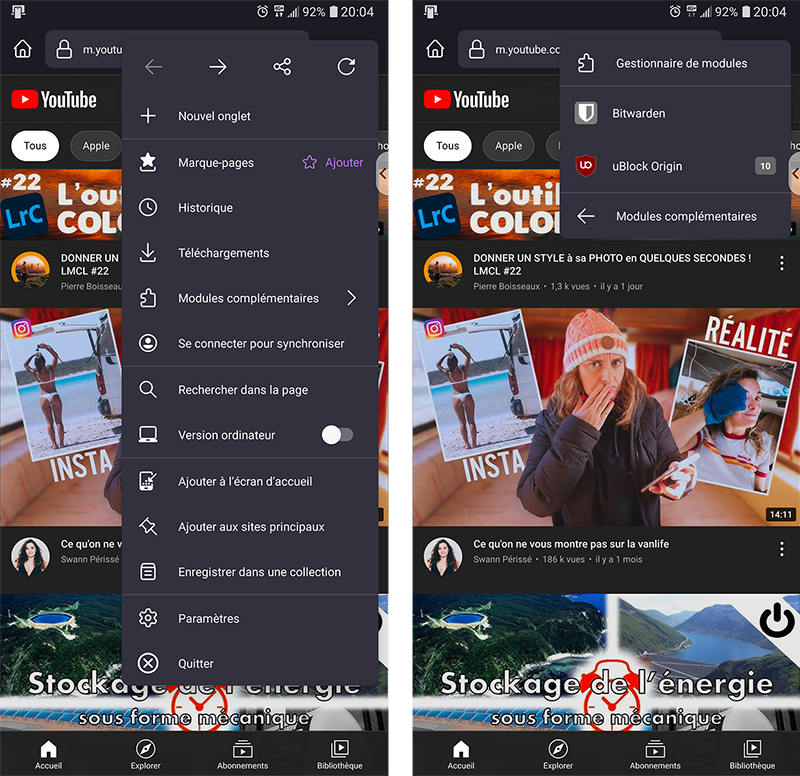 92% 20:04
m.youtu
YouTube
Tous
Apple
#22
L'outil
LrC
COLO
DONNER UN
LMCL #22
Pierre Boisseau
INSTA
Ce qu'on ne v
Swann Périssé
Stockage de l'énergie
sous forme mécanique
Accueil
Explorer
Abonnements
Bibliothèque
Nouvel onglet
Marque-pages
Ajouter
Historique
Téléchargements
Modules complémentaires
Se connecter pour synchroniser
Rechercher dans la page
Version ordinateur
Ajouter à l'écran d'accueil
Ajouter aux sites principaux
Enregistrer dans une collection
Paramètres
Quitter
92% 20:04
m.youtube.co
YouTube
Tous
Apple
ho
Gestionnaire de modules
Bitwarden
uBlock Origin
10
Modules complémentaires
#22
L'outil
LrC
COLO
DONNER UN STYLE à sa PHOTO en QUELQUES SECONDES !
LMCL #22
Pierre Boisseaux • 1,3 k vues • il y a 1 jour
RÉALITÉ
INSTA
14:11
Ce qu'on ne vous montre pas sur la vanlife
Swann Périssé • 186 k vues • il y a 1 mois
Stockage de l'énergie
sous forme mécanique
Accueil
Explorer
Abonnements
Bibliothèque